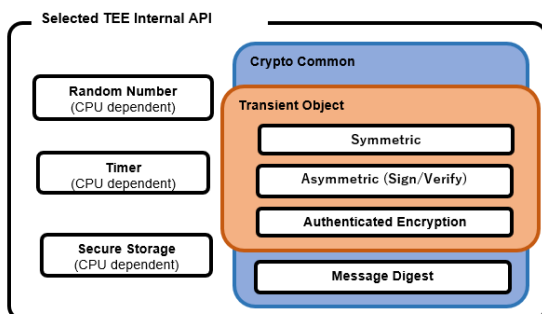 Selected TEE Internal API
Random Number
(CPU dependent)
Timer
(CPU dependent)
Secure Storage
(CPU dependent)
Crypto Common
Transient Object
Symmetric
Asymmetric (Sign/Verify)
Authenticated Encryption
Message Digest